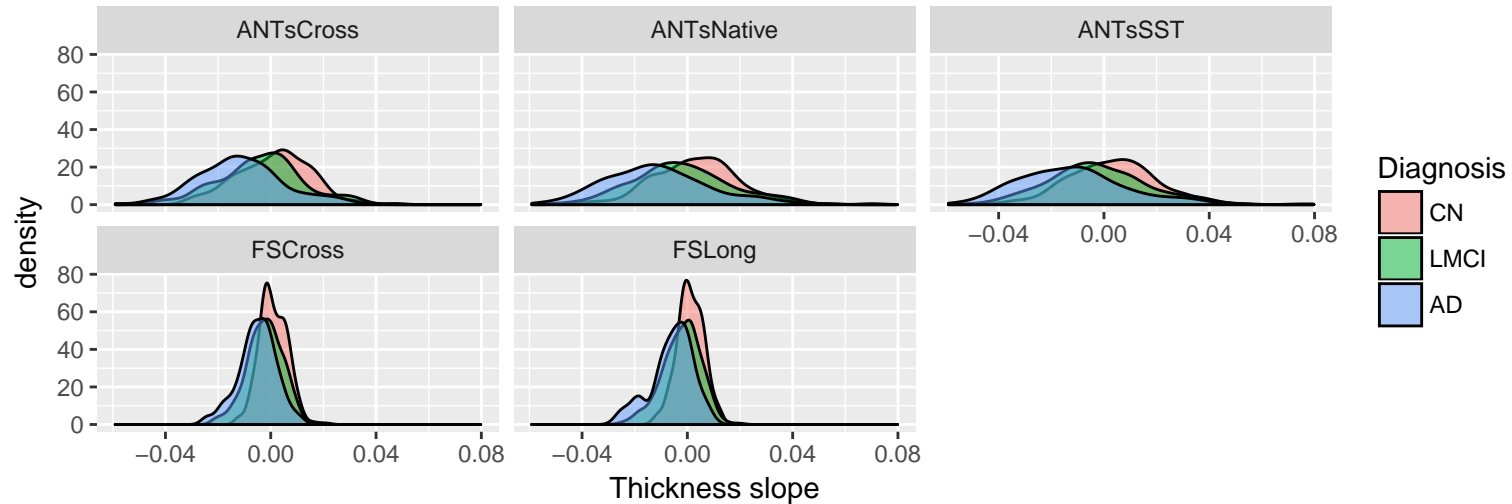 ANTsCross ANTsNative ANTsSST
80
60
40
20
0
−0.04 0.00 0.04 0.08
FSCross FSLong
80
60
40
20
0
−0.04 0.00 0.04 0.08 −0.04 0.00 0.04 0.08
density
Thickness slope
Diagnosis
CN
LMCI
AD